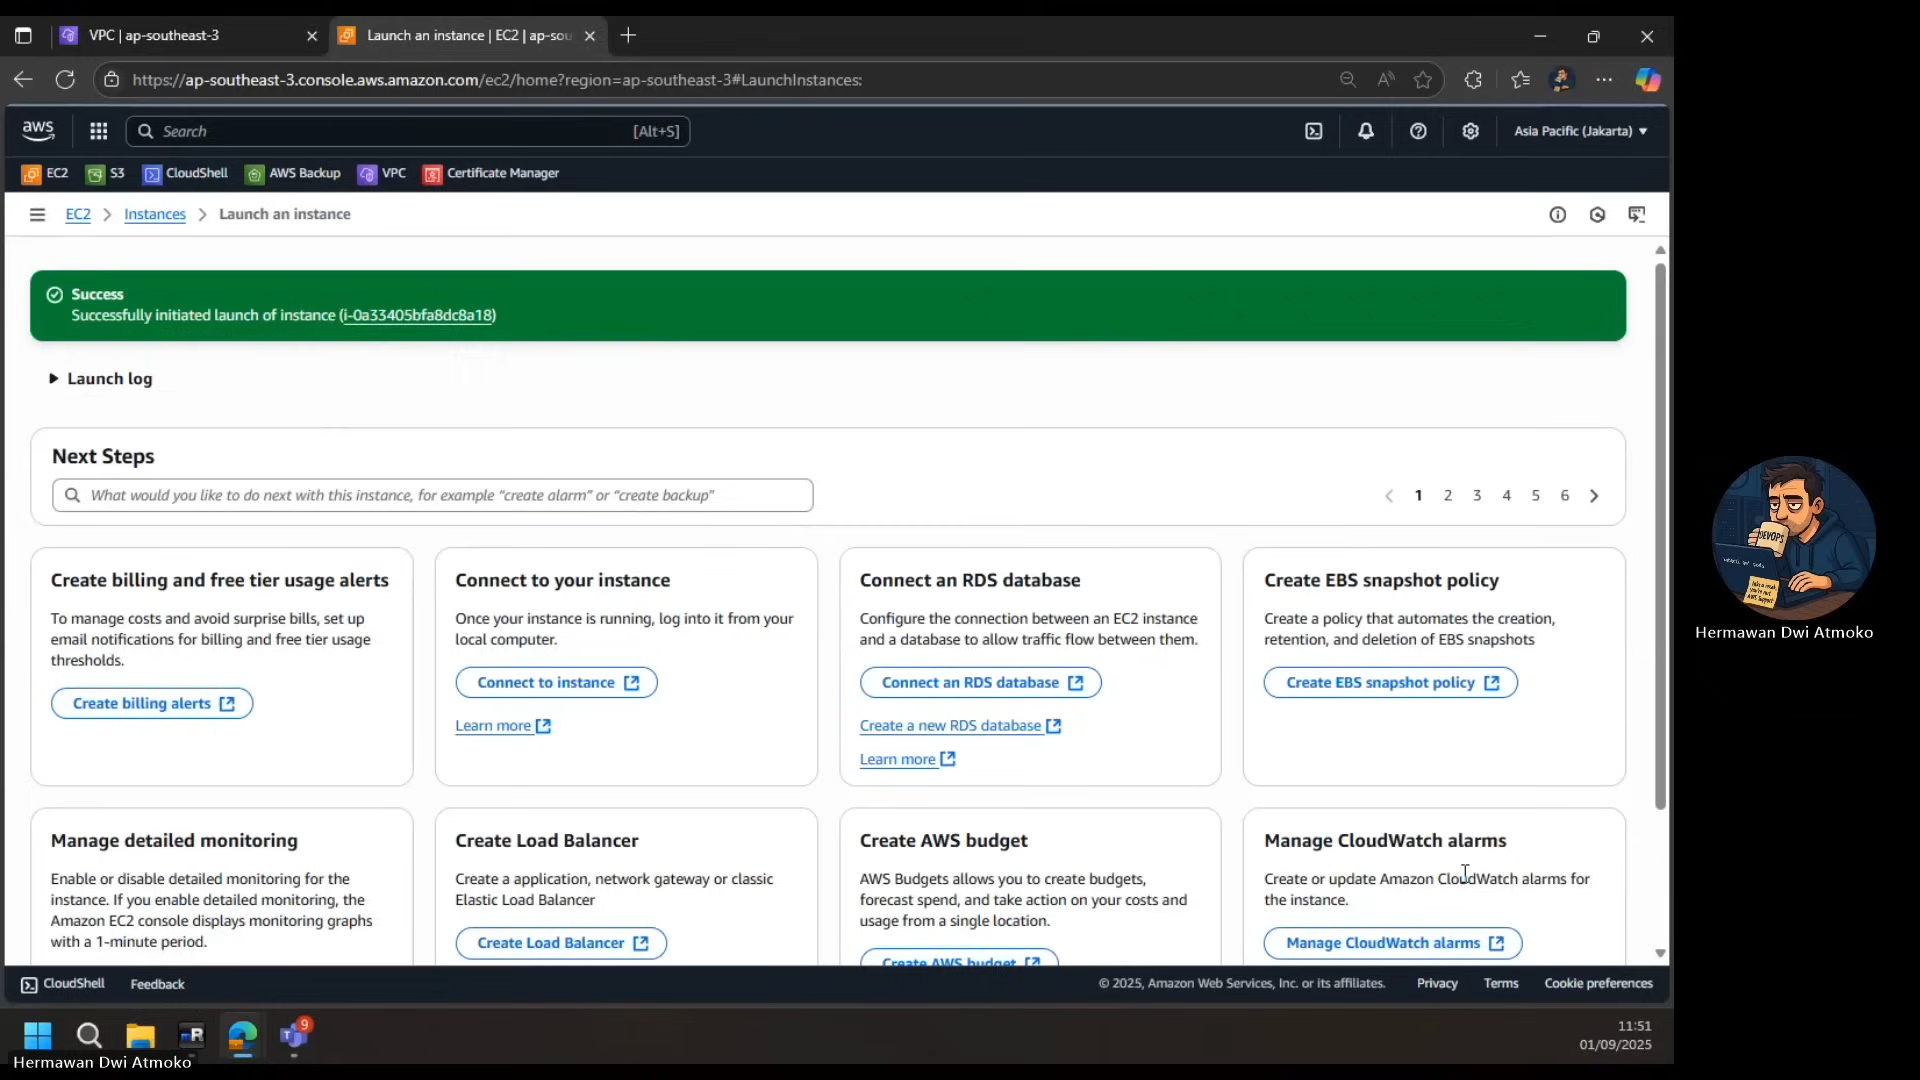 VPC | ap-southeast-3
Launch an instance | EC2 | ap-sou
https://ap-southeast-3.console.aws.amazon.com/ec2/home?region=ap-southeast-3#LaunchInstances:
aws
Search
[Alt+S]
Asia Pacific (Jakarta)
EC2
S3
CloudShell
AWS Backup
VPC
Certificate Manager
EC2
Instances
Launch an instance
Success
Successfully initiated launch of instance (i-0a33405bfa8dc8a18)
Launch log
Next Steps
What would you like to do next with this instance, for example "create alarm" or "create backup"
1 2 3 4 5 6
Create billing and free tier usage alerts
To manage costs and avoid surprise bills, set up
email notifications for billing and free tier usage
thresholds.
Create billing alerts
Connect to your instance
Once your instance is running, log into it from your
local computer.
Connect to instance
Learn more
Connect an RDS database
Configure the connection between an EC2 instance
and a database to allow traffic flow between them.
Connect an RDS database
Create a new RDS database
Learn more
Create EBS snapshot policy
Create a policy that automates the creation,
retention, and deletion of EBS snapshots
Create EBS snapshot policy
Manage detailed monitoring
Enable or disable detailed monitoring for the
instance. If you enable detailed monitoring, the
Amazon EC2 console displays monitoring graphs
with a 1-minute period.
Create Load Balancer
Create a application, network gateway or classic
Elastic Load Balancer
Create Load Balancer
Create AWS budget
AWS Budgets allows you to create budgets,
forecast spend, and take action on your costs and
usage from a single location.
Create AWS budget
Manage CloudWatch alarms
Create or update Amazon CloudWatch alarms for
the instance.
Manage CloudWatch alarms
CloudShell
Feedback
© 2025, Amazon Web Services, Inc. or its affiliates.
Privacy
Terms
Cookie preferences
R
9
11:51
01/09/2025
Hermawan Dwi Atmoko
DEVOPS
Hermawan Dwi Atmoko